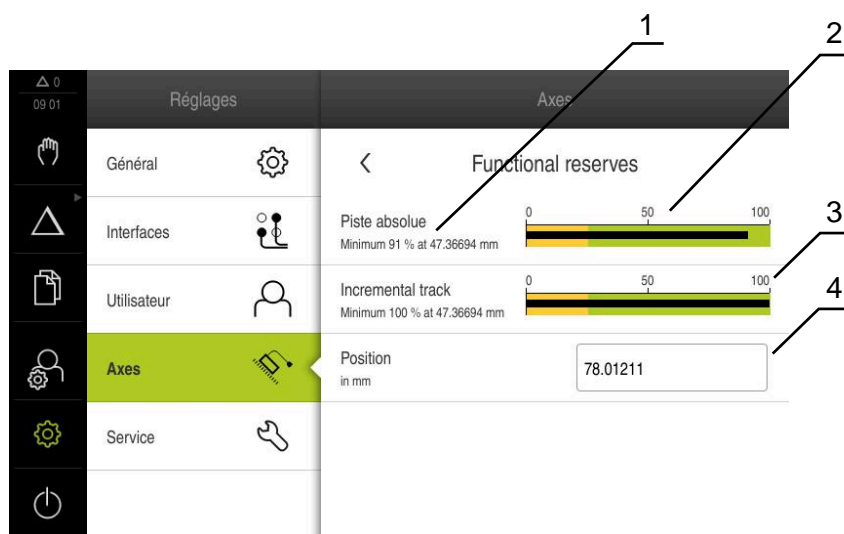 1
2
△ 0
09 01
Réglages
Axes
Général
Functional reserves
Interfaces
Piste absolue
Minimum 91 % at 47.36694 mm
0 50 100
3
Utilisateur
Incremental track
Minimum 100 % at 47.36694 mm
0 50 100
4
Axes
Position
in mm
78.01211
Service